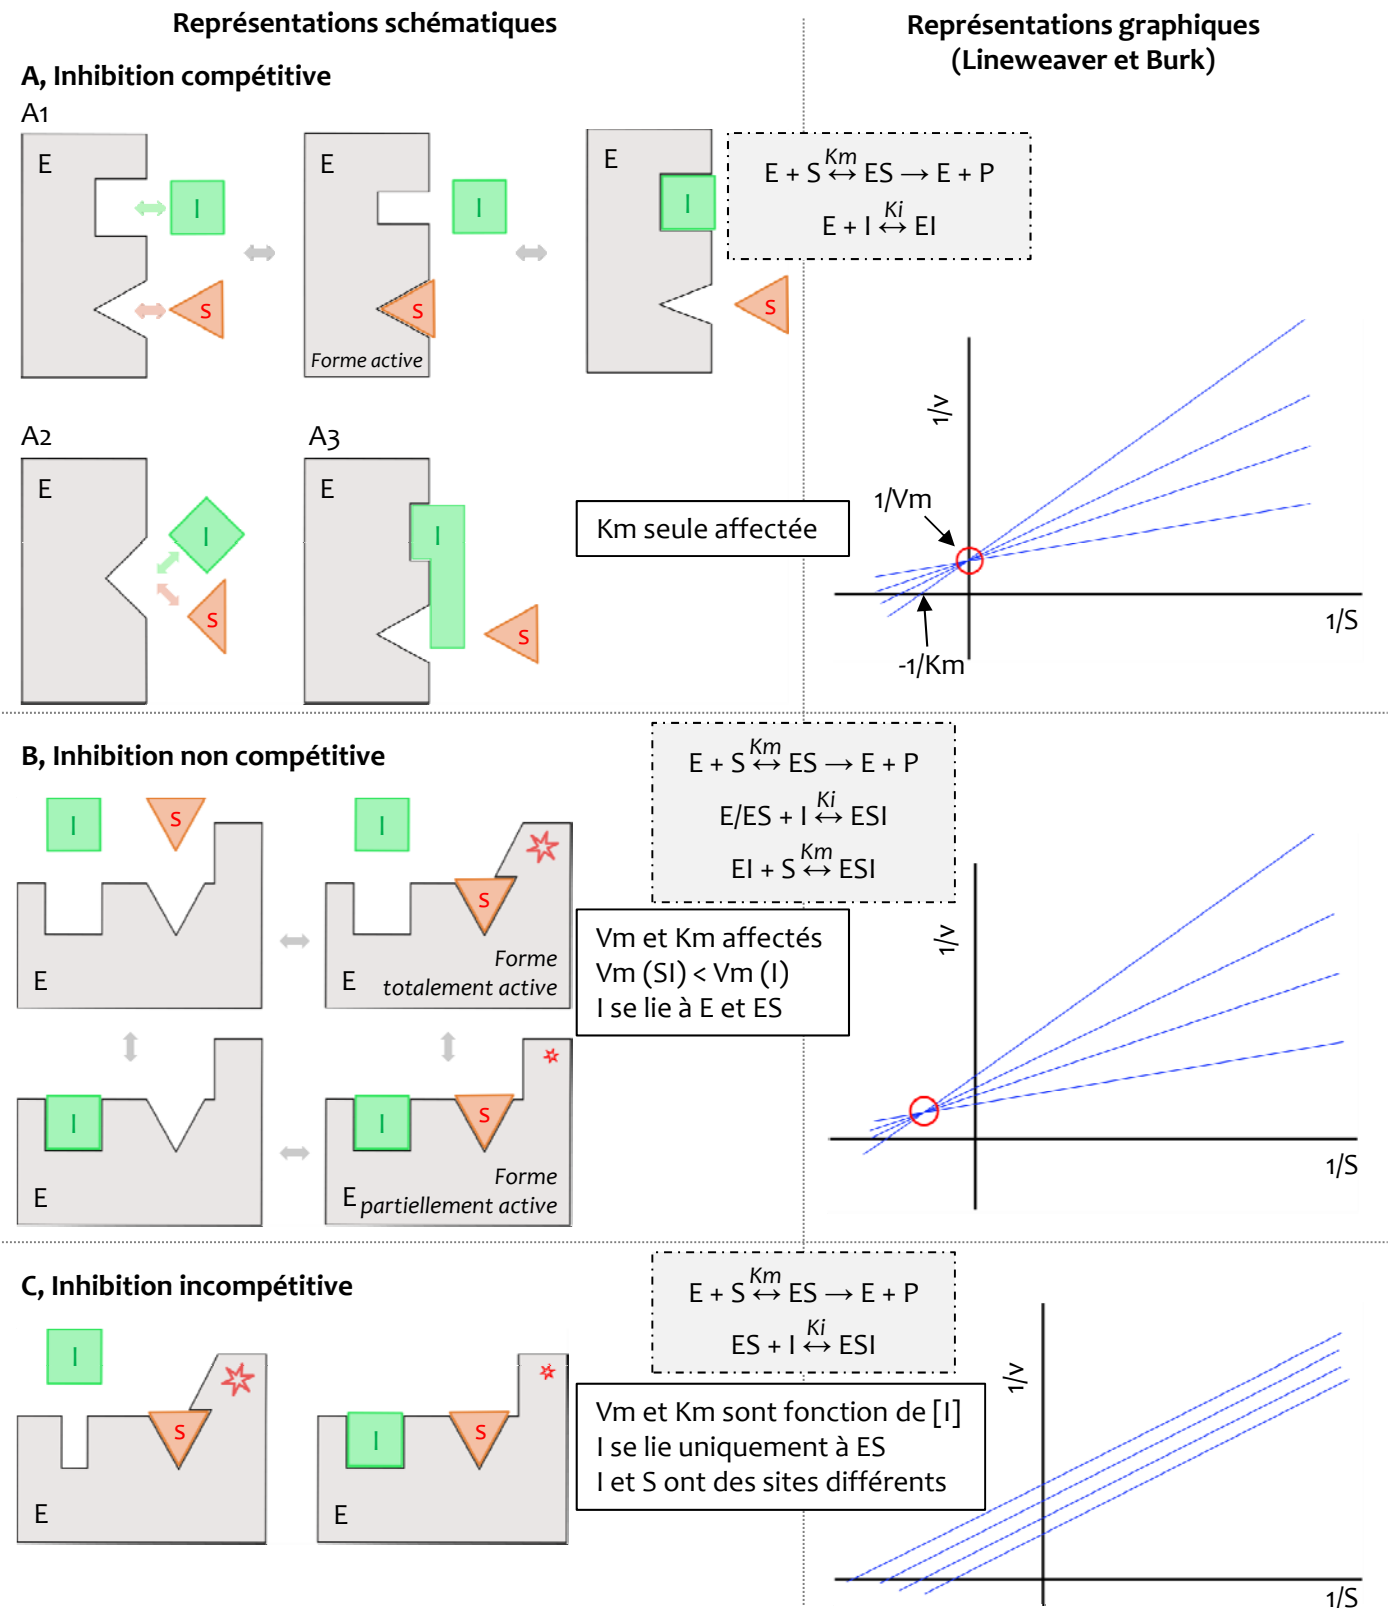 Représentations schématiques
Représentations graphiques
(Lineweaver et Burk)
A, Inhibition compétitive
A1
E
I
S
E
I
S
Forme active
E
I
S
Km
E + S ↔ ES → E + P
Ki
E + I ↔ EI
A2
E
I
S
A3
E
I
S
Km seule affectée
1/v
1/Vm
1/S
-1/Km
B, Inhibition non compétitive
I
S
E
I
S
E
Forme
totalement active
I
E
I
S
E
Forme
partiellement active
Km
E + S ↔ ES → E + P
Ki
E/ES + I ↔ ESI
Km
EI + S ↔ ESI
Vm et Km affectés
Vm (SI) < Vm (I)
I se lie à E et ES
1/v
1/S
C, Inhibition incompétitive
I
S
E
I
S
E
Km
E + S ↔ ES → E + P
Ki
ES + I ↔ ESI
Vm et Km sont fonction de [I]
I se lie uniquement à ES
I et S ont des sites différents
1/v
1/S